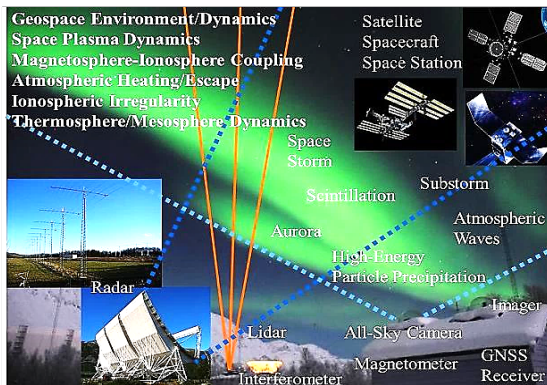 Geospace Environment/Dynamics
Space Plasma Dynamics
Magnetosphere-Ionosphere Coupling
Atmospheric Heating/Escape
Ionospheric Irregularity
Thermosphere/Mesosphere Dynamics
Satellite
Spacecraft
Space Station
Space
Storm
Scintillation
Substorm
Aurora
Atmospheric
Waves
High-Energy
Particle Precipitation
Radar
Imager
Lidar
All-Sky Camera
Magnetometer
GNSS
Receiver
Interferometer